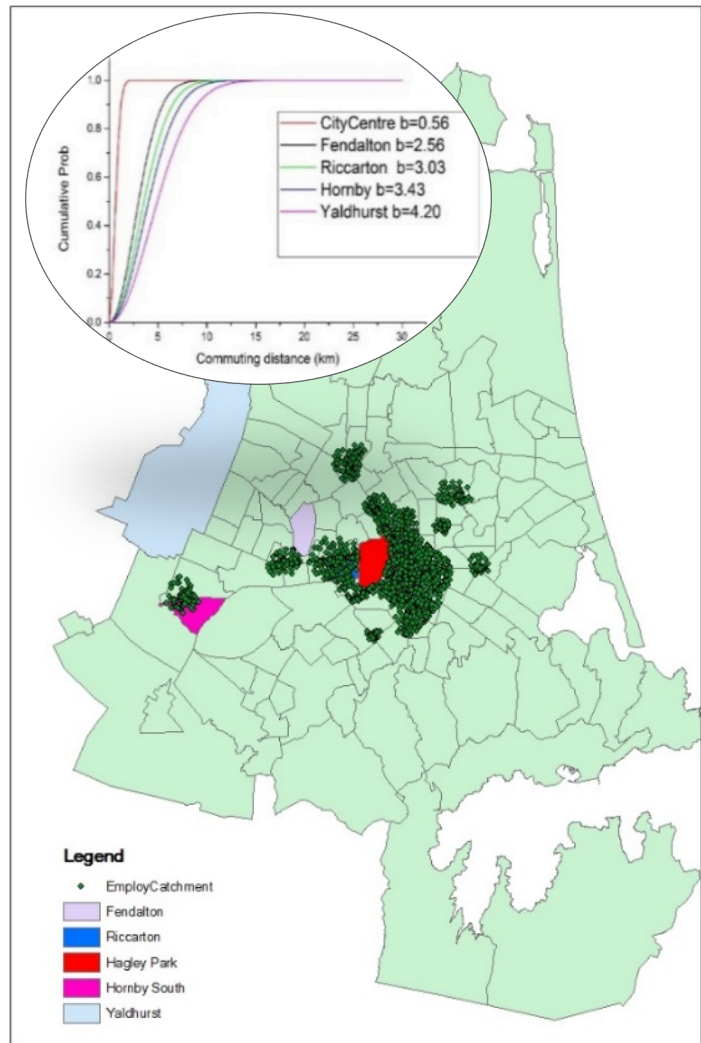 1.0
0.8
0.6
0.4
0.2
0.0
Cumulative Prob
CityCentre b=0.56
Fendalton b=2.56
Riccarton b=3.03
Hornby b=3.43
Yaldhurst b=4.20
0 5 10 15 20 25 30
Commuting distance (km)
Legend
EmployCatchment
Fendalton
Riccarton
Hagley Park
Hornby South
Yaldhurst